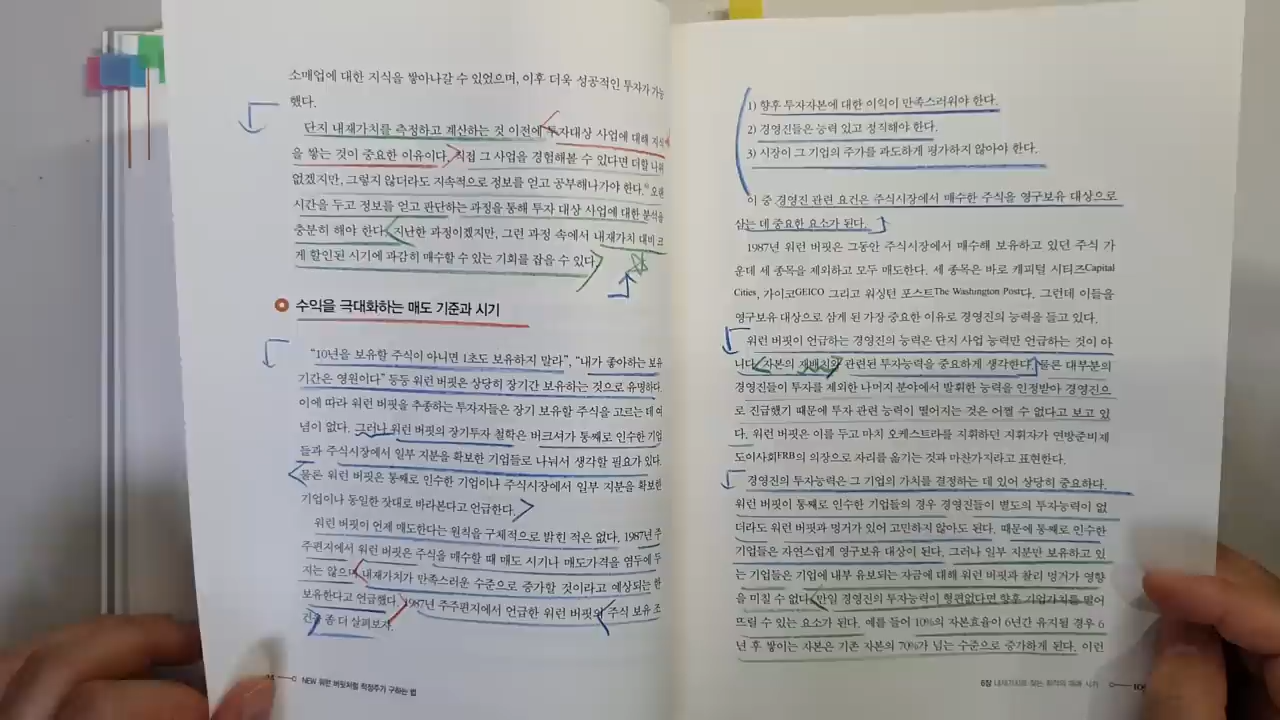 소매업에 대한 지식을 쌓아나갈 수 있었으며, 이후 더욱 성공적인 투자가 가능
했다.
단지 내재가치를 측정하고 계산하는 것 이전에 투자대상 사업에 대해 지식
을 쌓는 것이 중요한 이유이다. 직접 그 사업을 경험해볼 수 있다면 더할 나위
없겠지만, 그렇지 않더라도 지속적으로 정보를 얻고 공부해나가야 한다. 오랜
시간을 두고 정보를 얻고 판단하는 과정을 통해 투자 대상 사업에 대한 분석을
충분히 해야 한다. 지난한 과정이겠지만, 그런 과정 속에서 내재가치 대비 크
게 할인된 시기에 과감히 매수할 수 있는 기회를 잡을 수 있다.
수익을 극대화하는 매도 기준과 시기
“10년을 보유할 주식이 아니면 1초도 보유하지 말라”, “내가 좋아하는 보유
기간은 영원이다” 등등 워런 버핏은 상당히 장기간 보유하는 것으로 유명하다.
이에 따라 워런 버핏을 추종하는 투자자들은 장기 보유할 주식을 고르는 데 여
념이 없다. 그러나 워런 버핏의 장기투자 철학은 버크셔가 통째로 인수한 기업
들과 주식시장에서 일부 지분을 확보한 기업들로 나눠서 생각할 필요가 있다.
물론 워런 버핏은 통째로 인수한 기업이나 주식시장에서 일부 지분을 확보한
기업이나 동일한 잣대로 바라본다고 언급한다.
워런 버핏이 언제 매도한다는 원칙을 구체적으로 밝힌 적은 없다. 1987년 주
주편지에서 워런 버핏은 주식을 매수할 때 매도 시기나 매도가격을 염두에 두
지는 않으며 내재가치가 만족스러운 수준으로 증가할 것이라고 예상되는 한
보유한다고 언급했다. 1987년 주주편지에서 언급한 워런 버핏의 주식 보유 조
건을 좀 더 살펴보자.
NEW 워런 버핏처럼 적정주가 구하는 법
1) 향후 투자자본에 대한 이익이 만족스러워야 한다.
2) 경영진들은 능력 있고 정직해야 한다.
3) 시장이 그 기업의 주가를 과도하게 평가하지 않아야 한다.
이 중 경영진 관련 요건은 주식시장에서 매수한 주식을 영구보유 대상으로
삼는 데 중요한 요소가 된다.
1987년 워런 버핏은 그동안 주식시장에서 매수해 보유하고 있던 주식 가
운데 세 종목을 제외하고 모두 매도한다. 세 종목은 바로 캐피털 시티즈Capital
Cities, 가이코GEICO 그리고 워싱턴 포스트The Washington Post다. 그런데 이들을
영구보유 대상으로 삼게 된 가장 중요한 이유로 경영진의 능력을 들고 있다.
워런 버핏이 언급하는 경영진의 능력은 단지 사업 능력만 언급하는 것이 아
니다. 자본의 재배치와 관련된 투자능력을 중요하게 생각한다. 물론 대부분의
경영진들이 투자를 제외한 나머지 분야에서 발휘한 능력을 인정받아 경영진으
로 진급했기 때문에 투자 관련 능력이 떨어지는 것은 어쩔 수 없다고 보고 있
다. 워런 버핏은 이를 두고 마치 오케스트라를 지휘하던 지휘자가 연방준비제
도이사회FRB의 의장으로 자리를 옮기는 것과 마찬가지라고 표현한다.
경영진의 투자능력은 그 기업의 가치를 결정하는 데 있어 상당히 중요하다.
워런 버핏이 통째로 인수한 기업들의 경우 경영진들이 별도의 투자능력이 없
더라도 워런 버핏과 멍거가 있어 고민하지 않아도 된다. 때문에 통째로 인수한
기업들은 자연스럽게 영구보유 대상이 된다. 그러나 일부 지분만 보유하고 있
는 기업들은 기업에 내부 유보되는 자금에 대해 워런 버핏과 찰리 멍거가 영향
을 미칠 수 없다. 만일 경영진의 투자능력이 형편없다면 향후 기업가치를 떨어
뜨릴 수 있는 요소가 된다. 예를 들어 10%의 자본효율이 6년간 유지될 경우 6
년 후 쌓이는 자본은 기존 자본의 70%가 넘는 수준으로 증가하게 된다. 이런